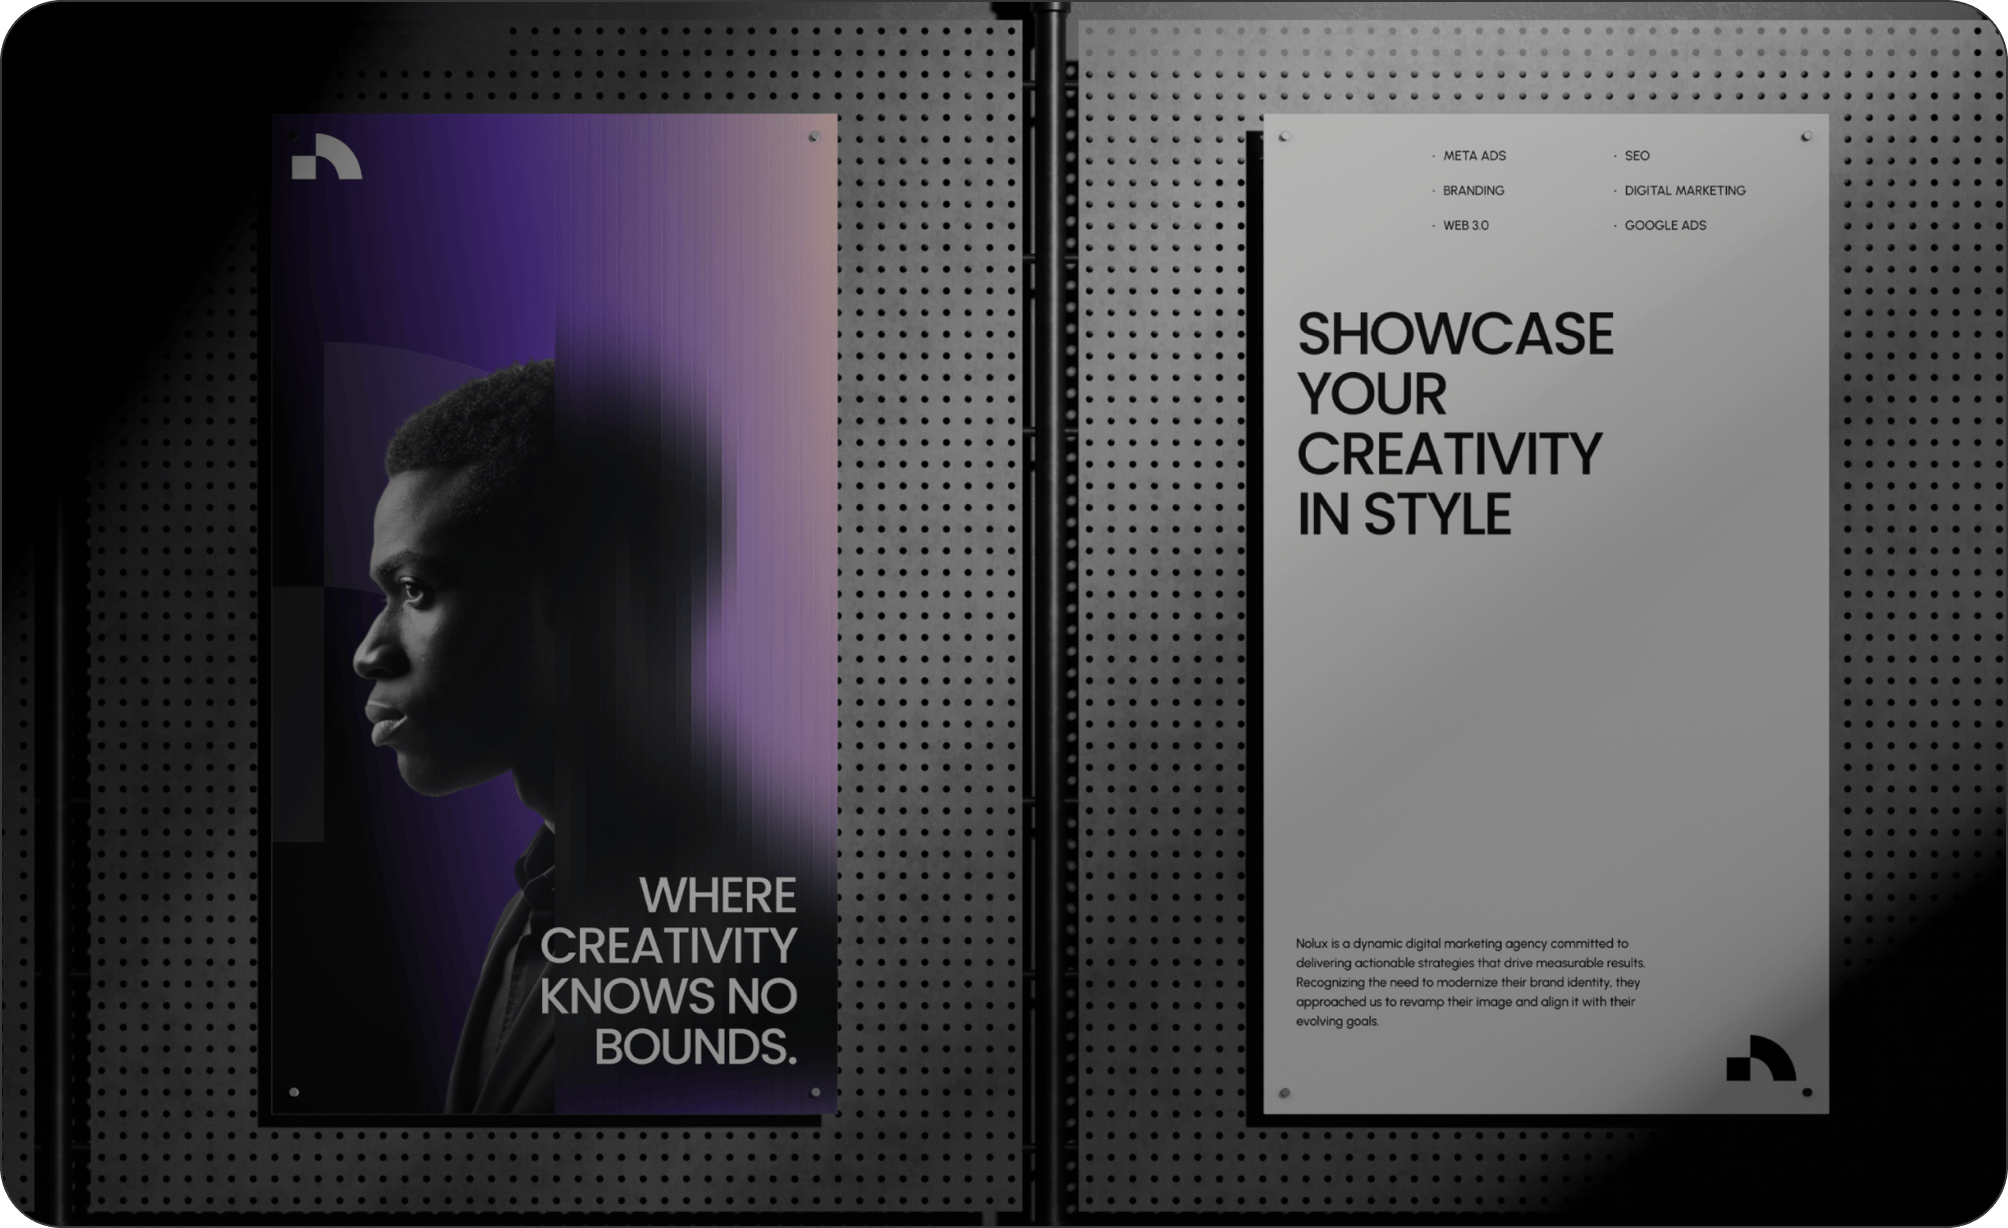 WHERE
CREATIVITY
KNOWS NO
BOUNDS.
· META ADS
· BRANDING
· WEB 3.0
· SEO
· DIGITAL MARKETING
· GOOGLE ADS
SHOWCASE
YOUR
CREATIVITY
IN STYLE
Nolux is a dynamic digital marketing agency committed to
delivering actionable strategies that drive measurable results.
Recognizing the need to modernize their brand identity, they
approached us to revamp their image and align it with their
evolving goals.